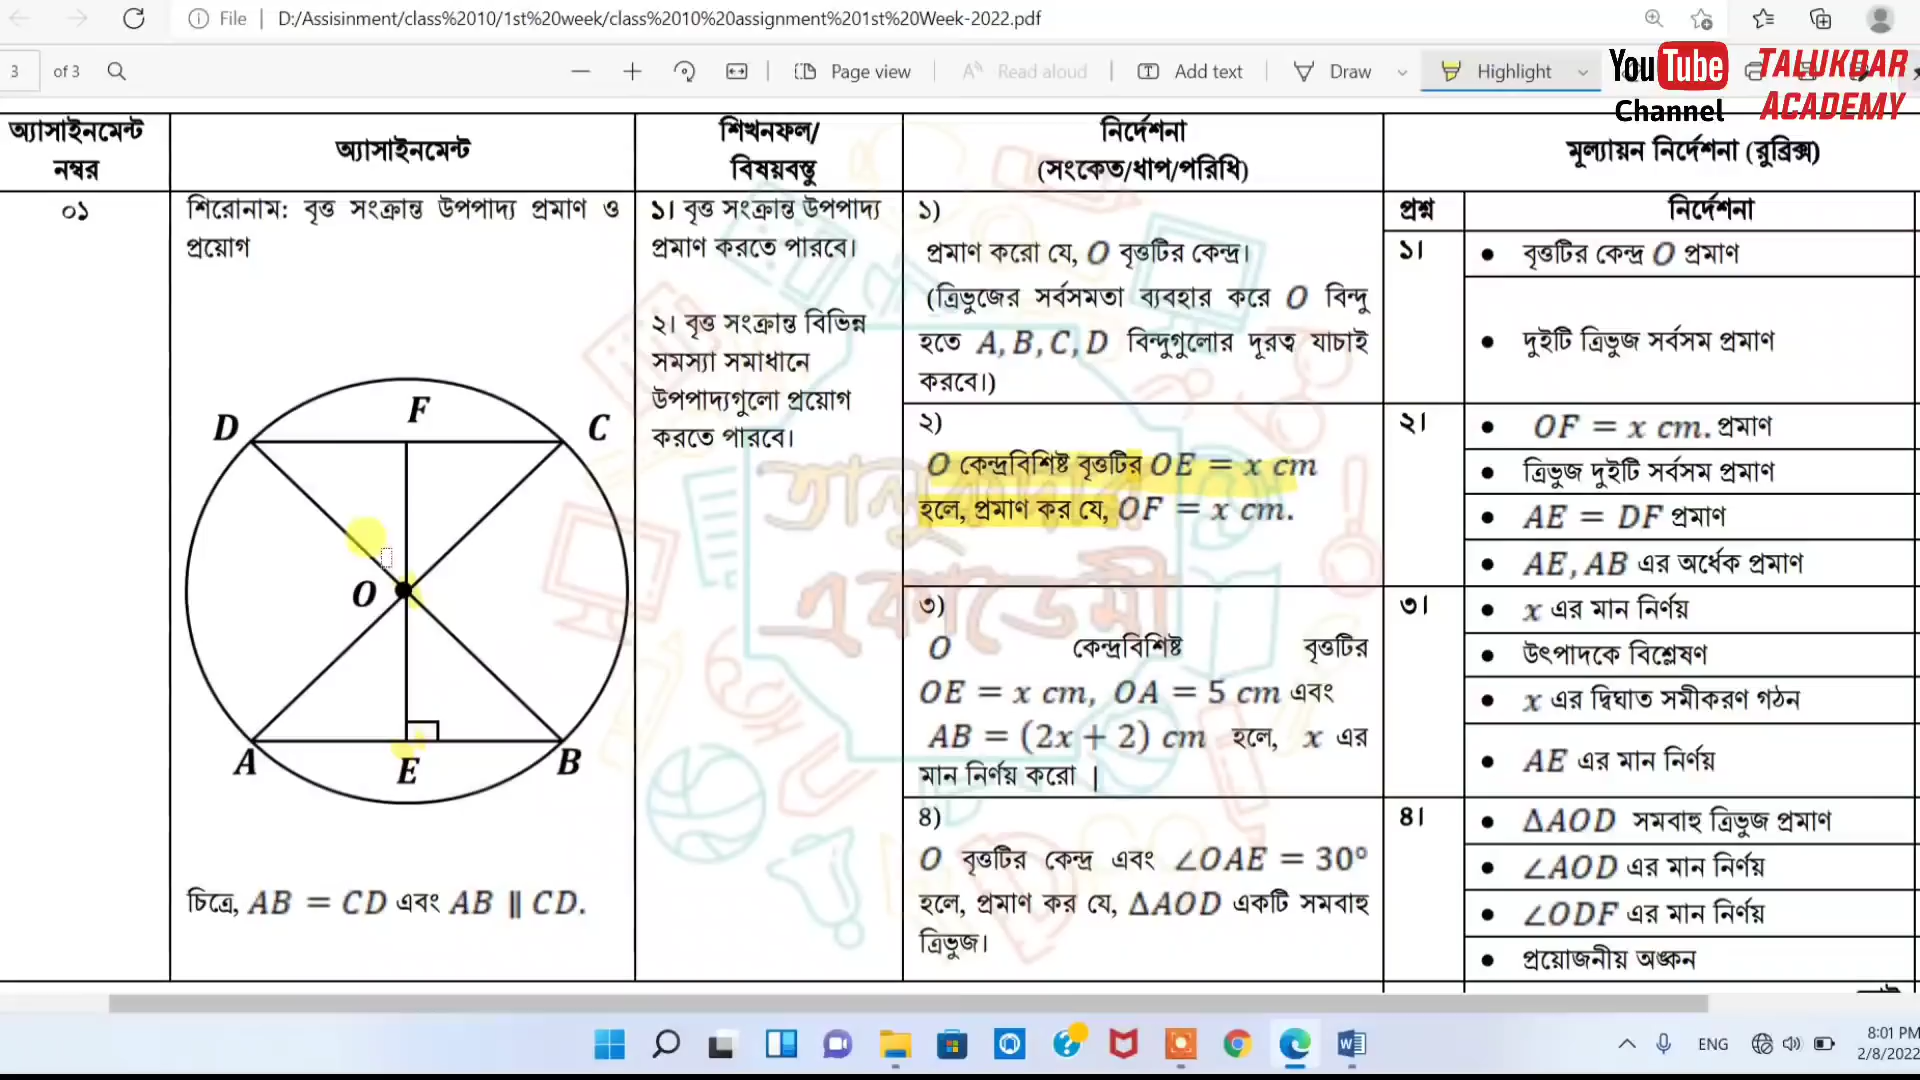 File | D:/Assisinment/class%2010/1st%20week/class%2010%20assignment%201st%20Week-2022.pdf
3 of 3
Page view
Read aloud
Add text
Draw
Highlight
YouTube Channel
TALUKDAR ACADEMY
অ্যাসাইনমেন্ট নম্বর
অ্যাসাইনমেন্ট
শিখনফল/
বিষয়বস্তু
নির্দেশনা
(সংকেত/ধাপ/পরিধি)
মূল্যায়ন নির্দেশনা (রুব্রিক্স)
০১
শিরোনাম: বৃত্ত সংক্রান্ত উপপাদ্য প্রমাণ ও
প্রয়োগ
D
F
C
O
A
E
B
চিত্রে, AB = CD এবং AB ∥ CD.
১। বৃত্ত সংক্রান্ত উপপাদ্য
প্রমাণ করতে পারবে।
২। বৃত্ত সংক্রান্ত বিভিন্ন
সমস্যা সমাধানে
উপপাদ্যগুলো প্রয়োগ
করতে পারবে।
১)
প্রমাণ করো যে, O বৃত্তটির কেন্দ্র।
(ত্রিভুজের সর্বসমতা ব্যবহার করে O বিন্দু
হতে A, B, C, D বিন্দুগুলোর দূরত্ব যাচাই
করবে।)
২)
O কেন্দ্রবিশিষ্ট বৃত্তটির OE = x cm
হলে, প্রমাণ কর যে, OF = x cm.
৩)
O কেন্দ্রবিশিষ্ট বৃত্তটির
OE = x cm, OA = 5 cm এবং
AB = (2x + 2) cm হলে, x এর
মান নির্ণয় করো |
৪)
O বৃত্তটির কেন্দ্র এবং ∠OAE = 30°
হলে, প্রমাণ কর যে, ΔAOD একটি সমবাহু
ত্রিভুজ।
প্রশ্ন
নির্দেশনা
১।
• বৃত্তটির কেন্দ্র O প্রমাণ
• দুইটি ত্রিভুজ সর্বসম প্রমাণ
২।
• OF = x cm. প্রমাণ
• ত্রিভুজ দুইটি সর্বসম প্রমাণ
• AE = DF প্রমাণ
• AE, AB এর অর্ধেক প্রমাণ
৩।
• x এর মান নির্ণয়
• উৎপাদকে বিশ্লেষণ
• x এর দ্বিঘাত সমীকরণ গঠন
• AE এর মান নির্ণয়
৪।
• ΔAOD সমবাহু ত্রিভুজ প্রমাণ
• ∠AOD এর মান নির্ণয়
• ∠ODF এর মান নির্ণয়
• প্রয়োজনীয় অঙ্কন
তালুকদার
একাডেমী
ENG
8:01 PM
2/8/2022